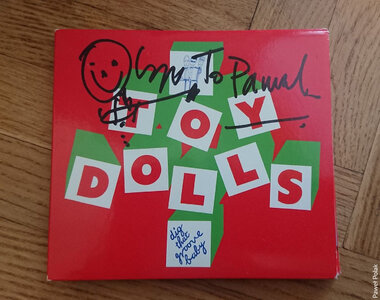 To Pawel
TOY
DOLLS
dig
that
groove
baby
Paweł Polak